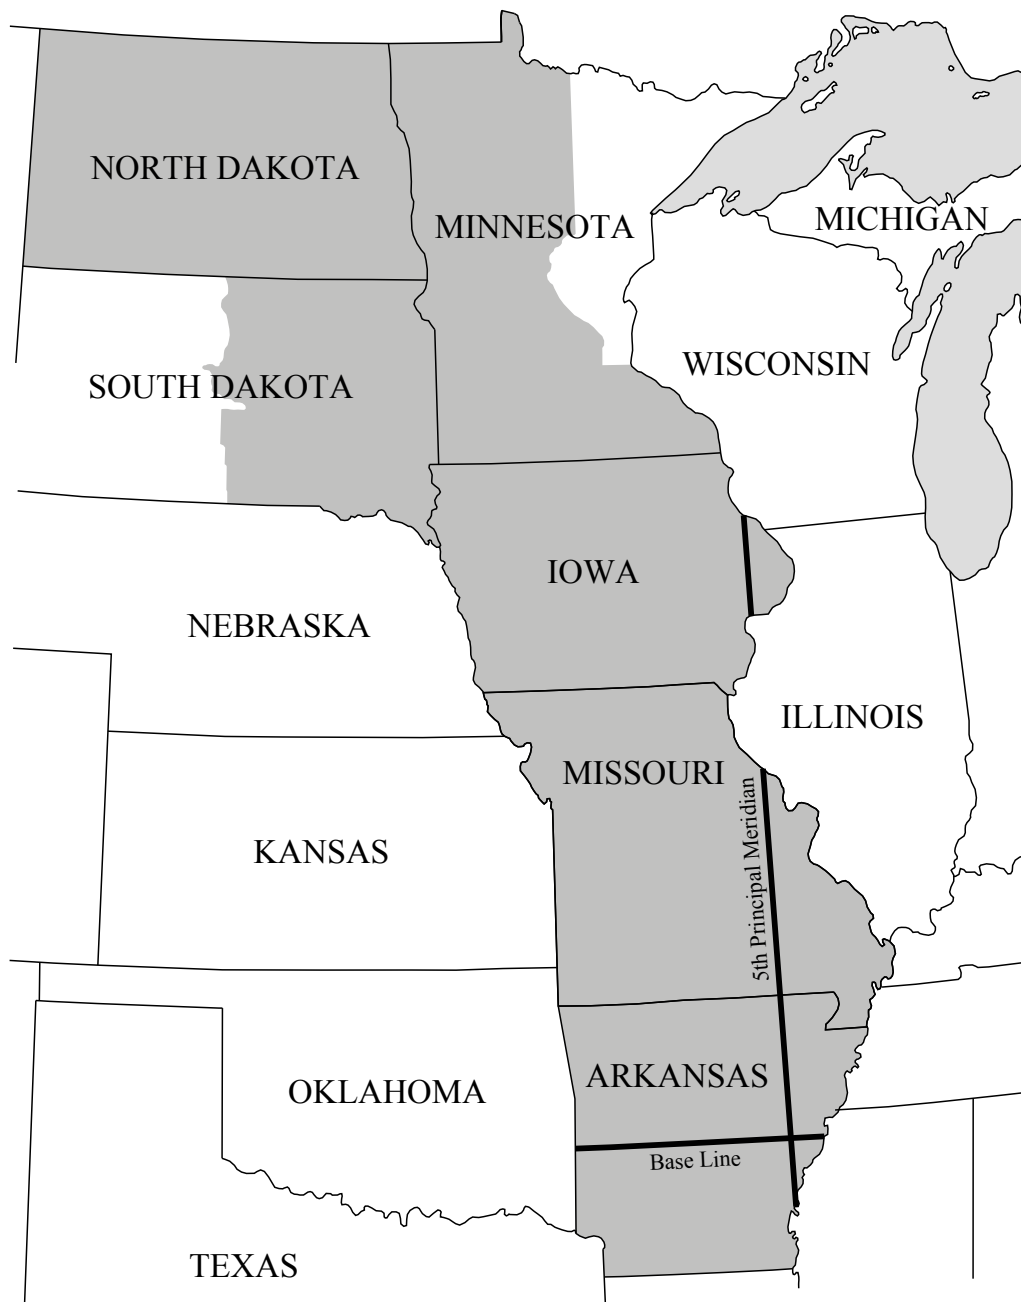 NORTH DAKOTA
MINNESOTA
MICHIGAN
WISCONSIN
SOUTH DAKOTA
IOWA
NEBRASKA
ILLINOIS
MISSOURI
5th Principal Meridian
KANSAS
ARKANSAS
OKLAHOMA
Base Line
TEXAS